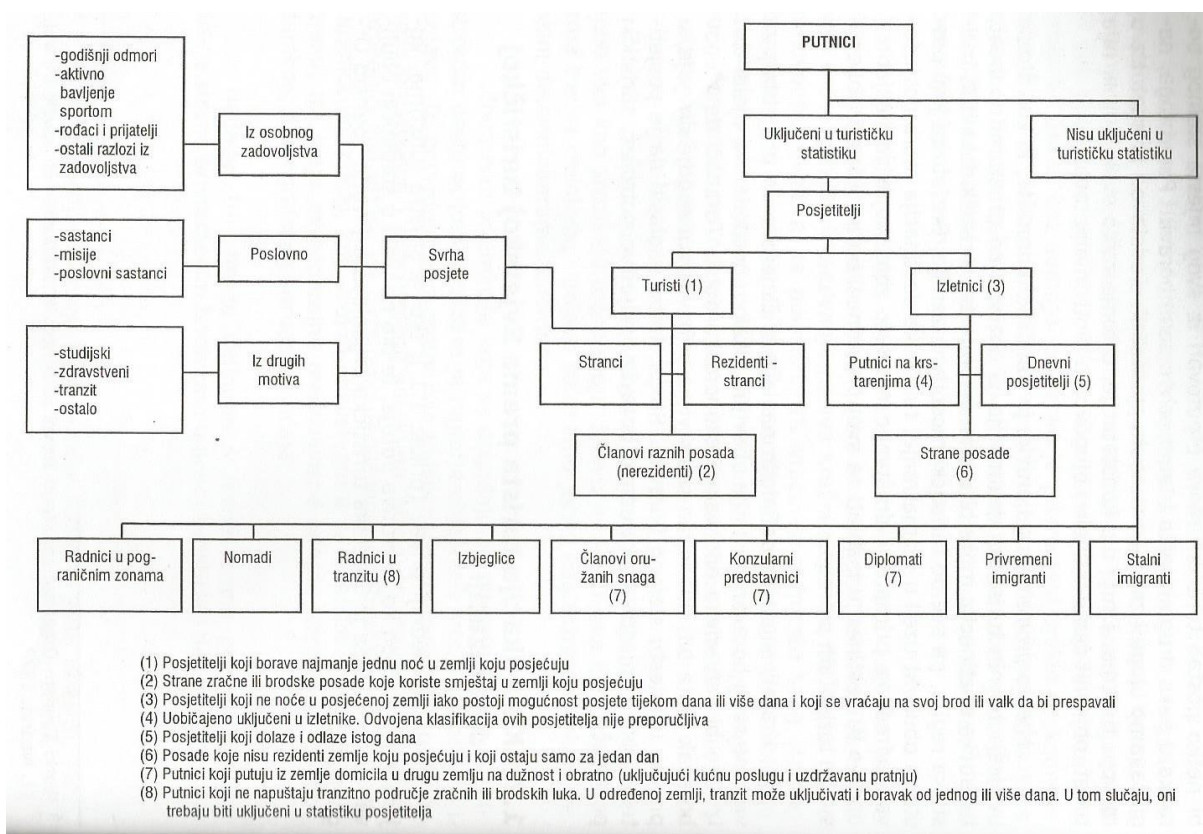 PUTNICI
-godišnji odmori
-aktivno
bavljenje
sportom
-rođaci i prijatelji
-ostali razlozi iz
zadovoljstva
Iz osobnog
zadovoljstva
Uključeni u turističku
statistiku
Nisu uključeni u
turističku statistiku
Posjetitelji
-sastanci
-misije
-poslovni sastanci
Poslovno
Svrha
posjete
Turisti (1)
Izletnici (3)
-studijski
-zdravstveni
-tranzit
-ostalo
Iz drugih
motiva
Stranci
Rezidenti -
stranci
Putnici na krs-
tarenjima (4)
Dnevni
posjetitelji (5)
Članovi raznih posada
(nerezidenti) (2)
Strane posade
(6)
Radnici u pog-
raničnim zonama
Nomadi
Radnici u
tranzitu (8)
Izbjeglice
Članovi oru-
žanih snaga
(7)
Konzularni
predstavnici
(7)
Diplomati
(7)
Privremeni
imigranti
Stalni
imigranti
(1) Posjetitelji koji borave najmanje jednu noć u zemlji koju posjećuju
(2) Strane zračne ili brodske posade koje koriste smještaj u zemlji koju posjećuju
(3) Posjetitelji koji ne noće u posjećenoj zemlji iako postoji mogućnost posjete tijekom dana ili više dana i koji se vraćaju na svoj brod ili valk da bi prespavali
(4) Uobičajeno uključeni u izletnike. Odvojena klasifikacija ovih posjetitelja nije preporučljiva
(5) Posjetitelji koji dolaze i odlaze istog dana
(6) Posade koje nisu rezidenti zemlje koju posjećuju i koji ostaju samo za jedan dan
(7) Putnici koji putuju iz zemlje domicila u drugu zemlju na dužnost i obratno (uključujući kućnu poslugu i uzdržavanu pratnju)
(8) Putnici koji ne napuštaju tranzitno područje zračnih ili brodskih luka. U određenoj zemlji, tranzit može uključivati i boravak od jednog ili više dana. U tom slučaju, oni
trebaju biti uključeni u statistiku posjetitelja